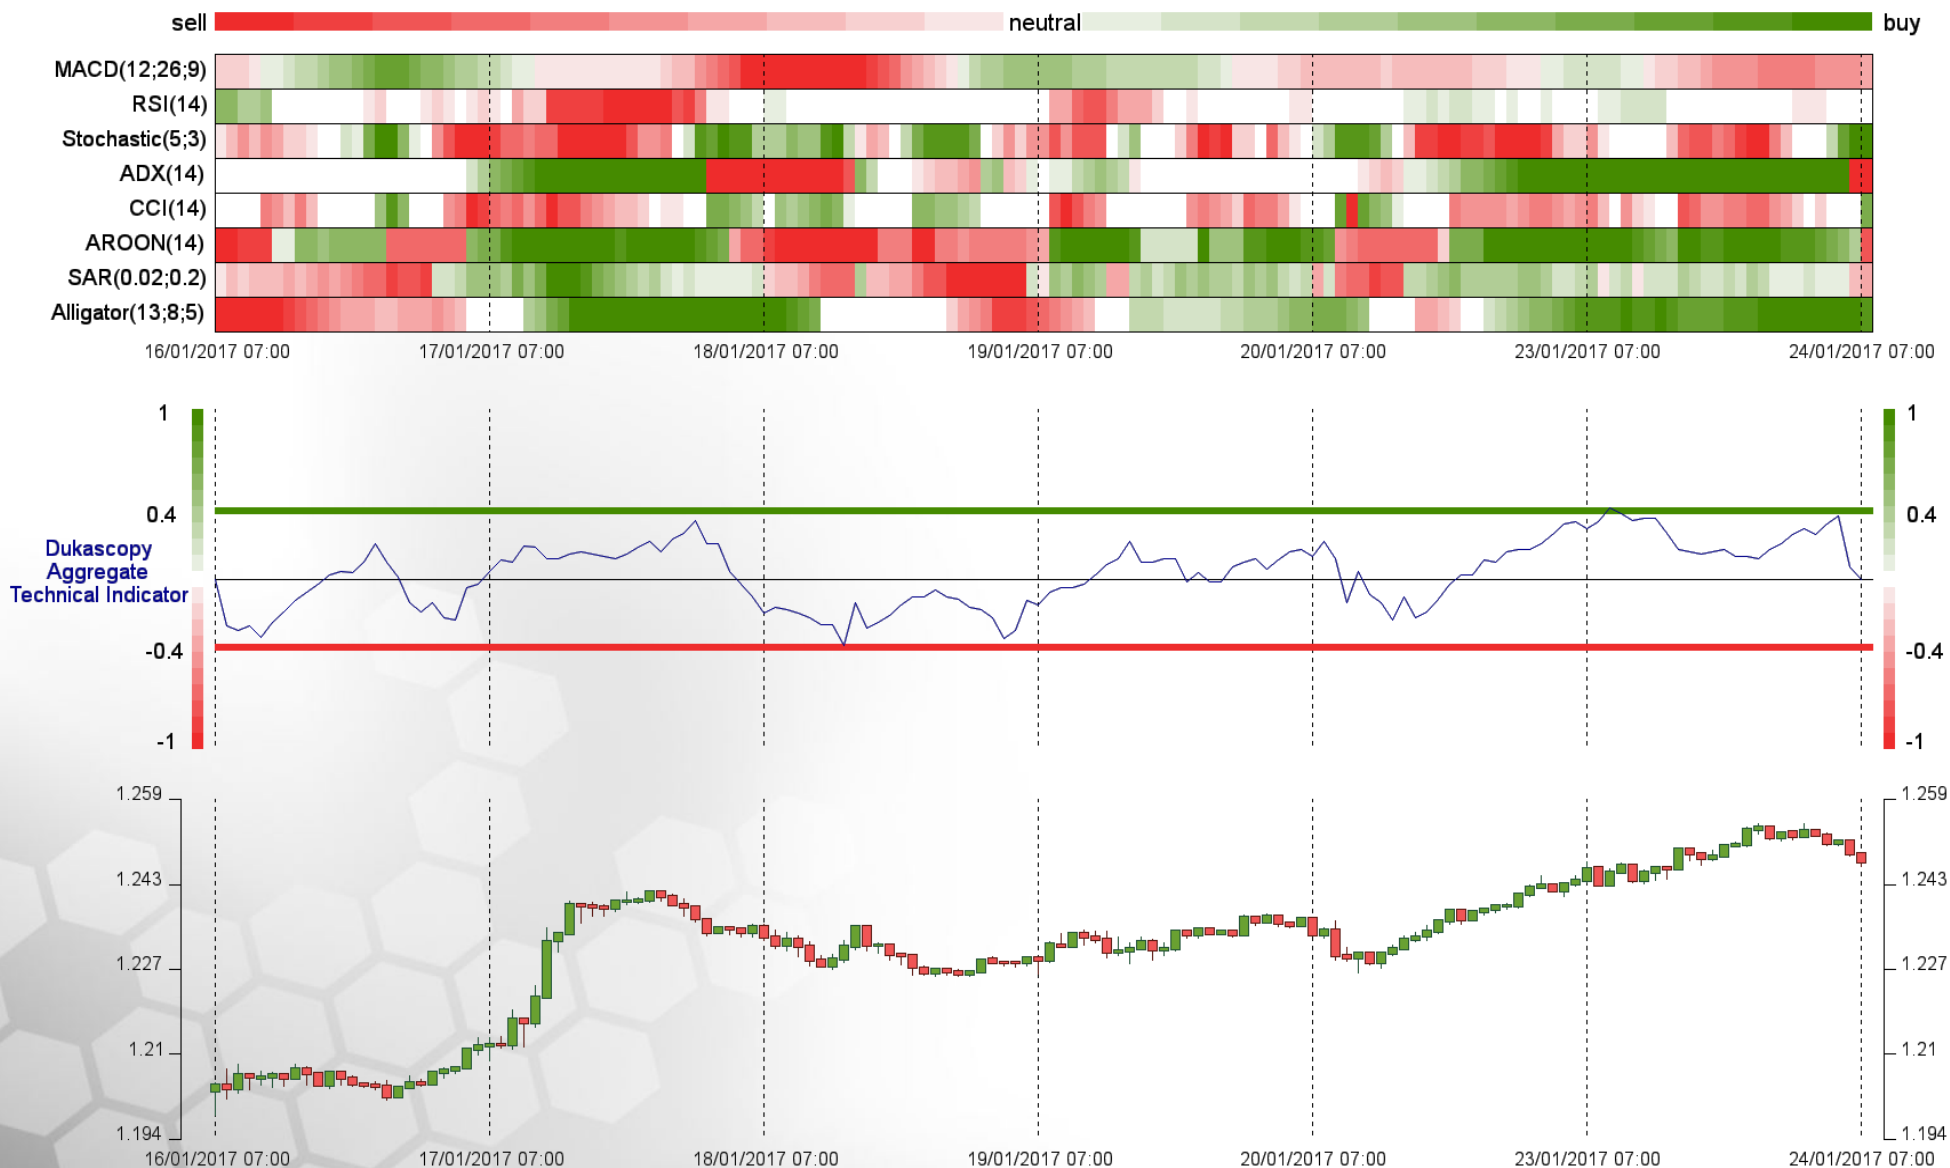 sell neutral buy
MACD(12;26;9)
RSI(14)
Stochastic(5;3)
ADX(14)
CCI(14)
AROON(14)
SAR(0.02;0.2)
Alligator(13;8;5)
16/01/2017 07:00 17/01/2017 07:00 18/01/2017 07:00 19/01/2017 07:00 20/01/2017 07:00 23/01/2017 07:00 24/01/2017 07:00
1 1
0.4 0.4
Dukascopy
Aggregate
Technical Indicator
-0.4 -0.4
-1 -1
1.259 1.259
1.243 1.243
1.227 1.227
1.21 1.21
1.194 1.194
16/01/2017 07:00 17/01/2017 07:00 18/01/2017 07:00 19/01/2017 07:00 20/01/2017 07:00 23/01/2017 07:00 24/01/2017 07:00